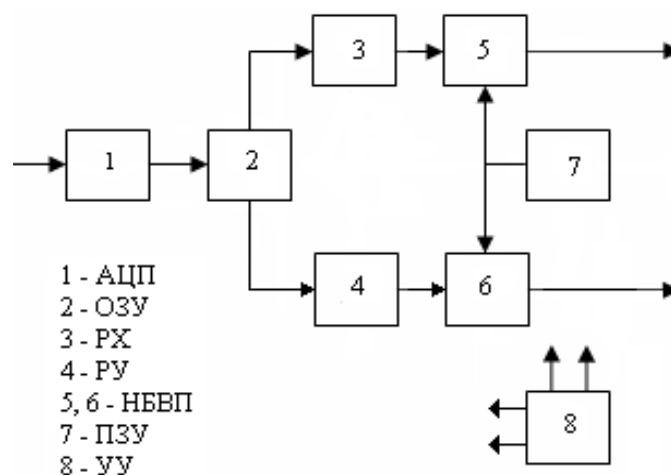 3
5
1
2
7
4
6
8
1 - АЦП
2 - ОЗУ
3 - РХ
4 - РУ
5, 6 - НБВП
7 - ПЗУ
8 - УУ